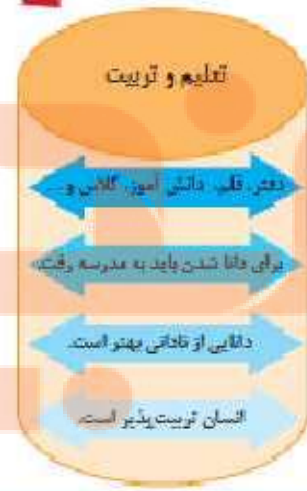 تعلیم و تربیت
دفتر، قلم، دانش آموز، کلاس و...
برای دانا شدن باید به مدرسه رفت.
دانایی از نادانی بهتر است.
انسان تربیت‌پذیر است.